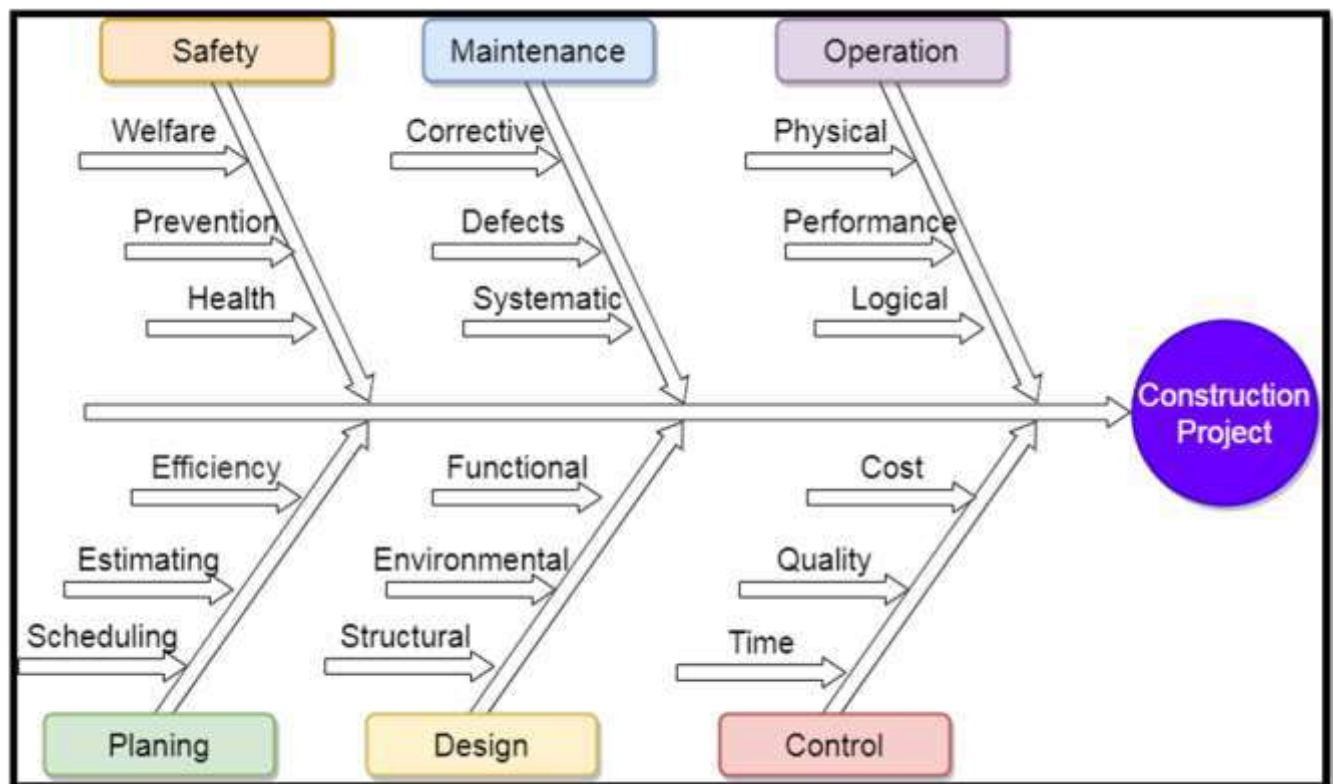 Safety
Maintenance
Operation
Welfare
Corrective
Physical
Prevention
Defects
Performance
Health
Systematic
Logical
Construction
Project
Efficiency
Functional
Cost
Estimating
Environmental
Quality
Scheduling
Structural
Time
Planing
Design
Control